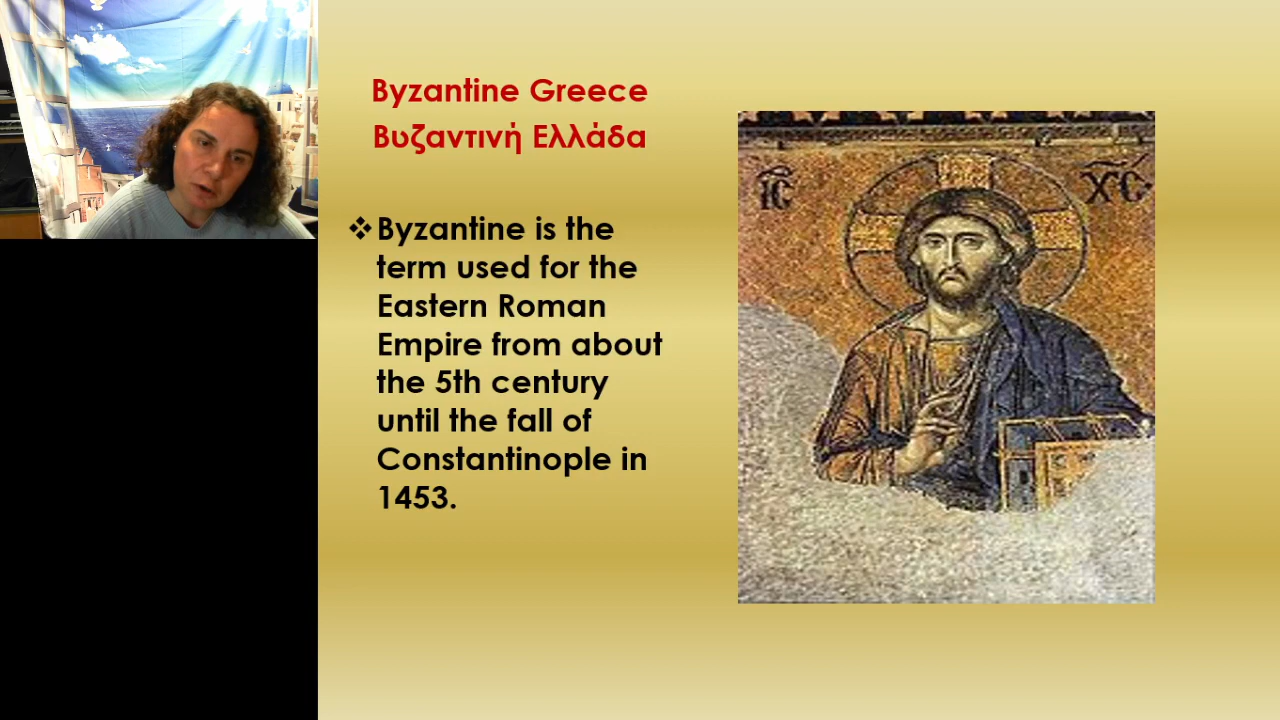 Byzantine Greece
Βυζαντινή Ελλάδα
Byzantine is the
term used for the
Eastern Roman
Empire from about
the 5th century
until the fall of
Constantinople in
1453.
IC
XC